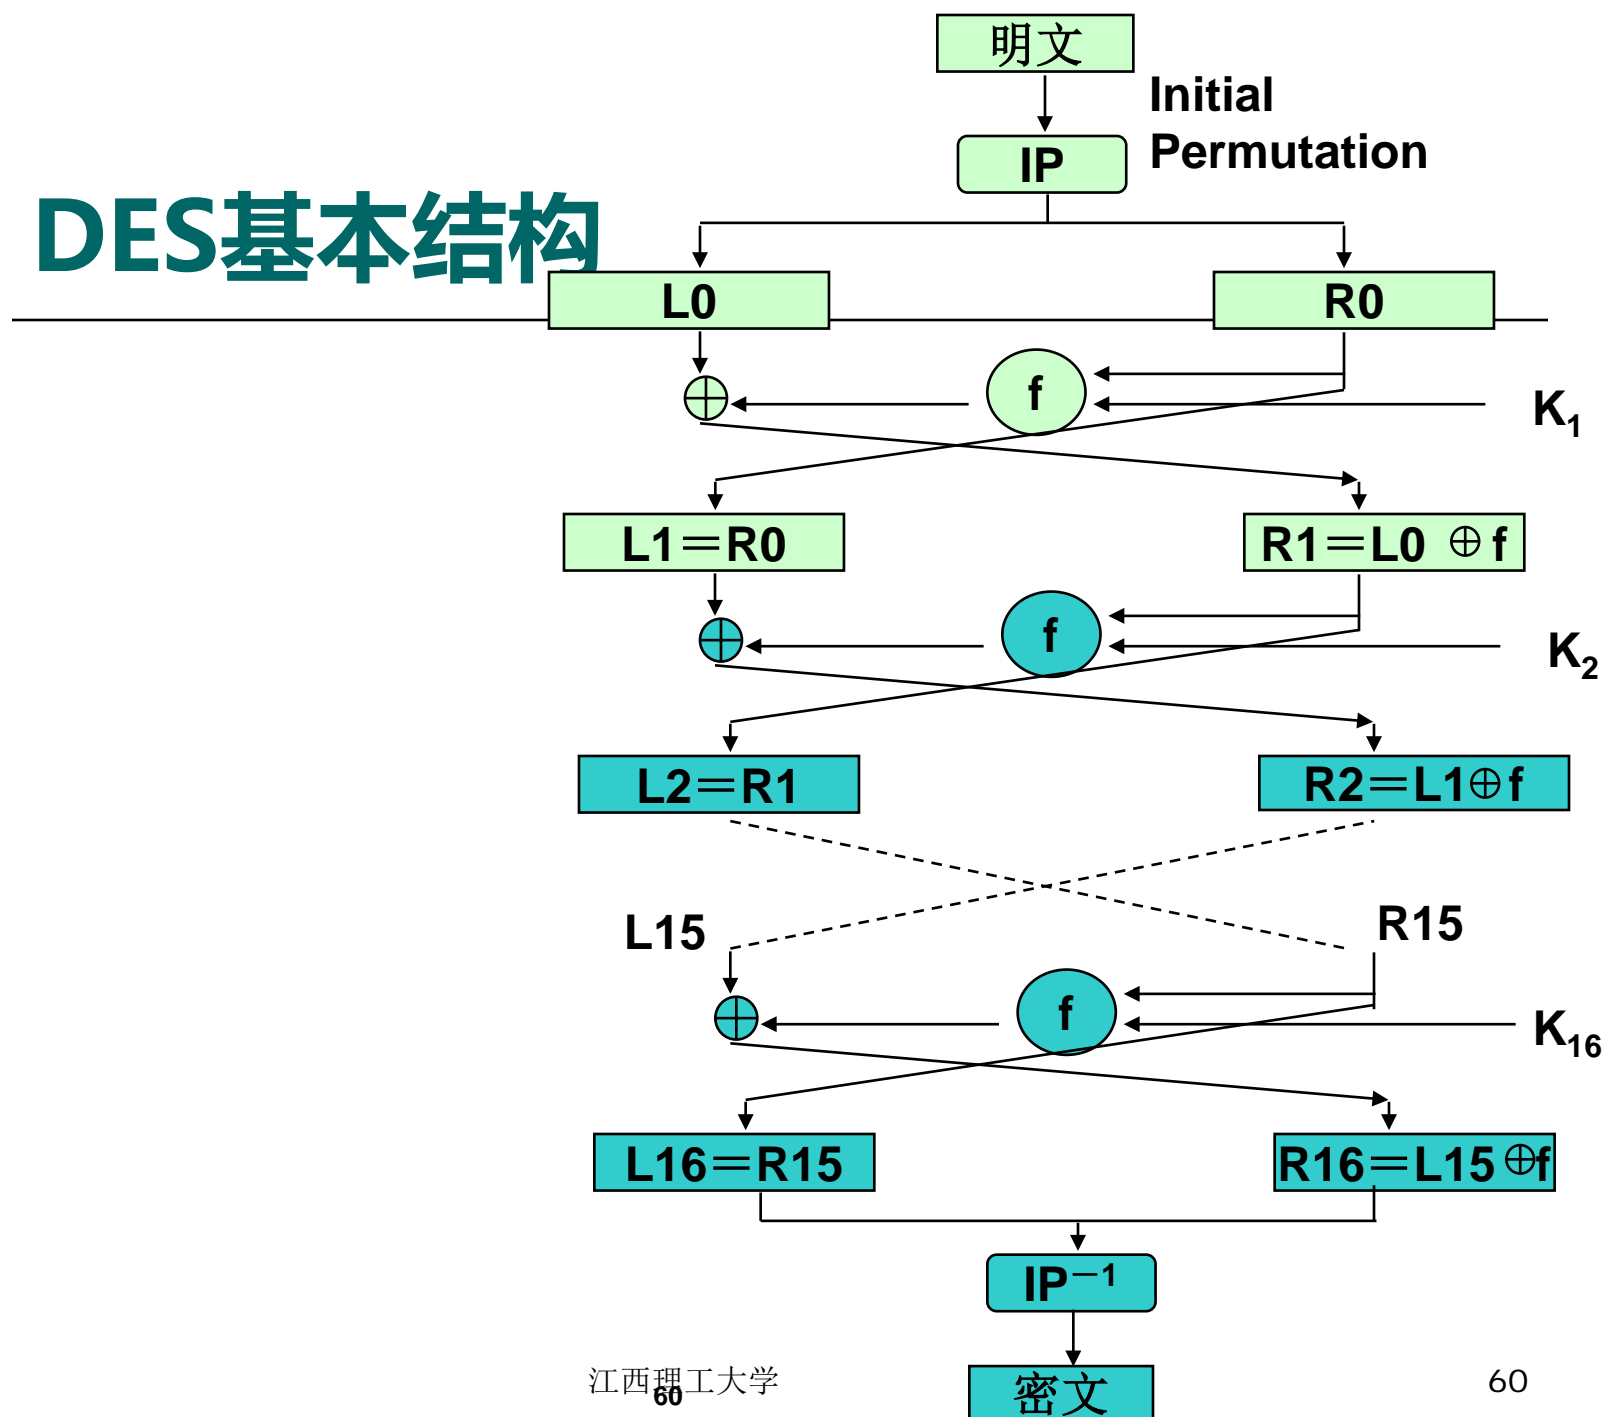 明文
Initial
Permutation
IP
DES基本结构
L0
R0
f
K₁
L1＝R0
R1＝L0 ⊕ f
f
K₂
L2＝R1
R2＝L1⊕f
L15
R15
f
K₁₆
L16＝R15
R16＝L15⊕f
IP⁻¹
密文
江西理工大学
60
60